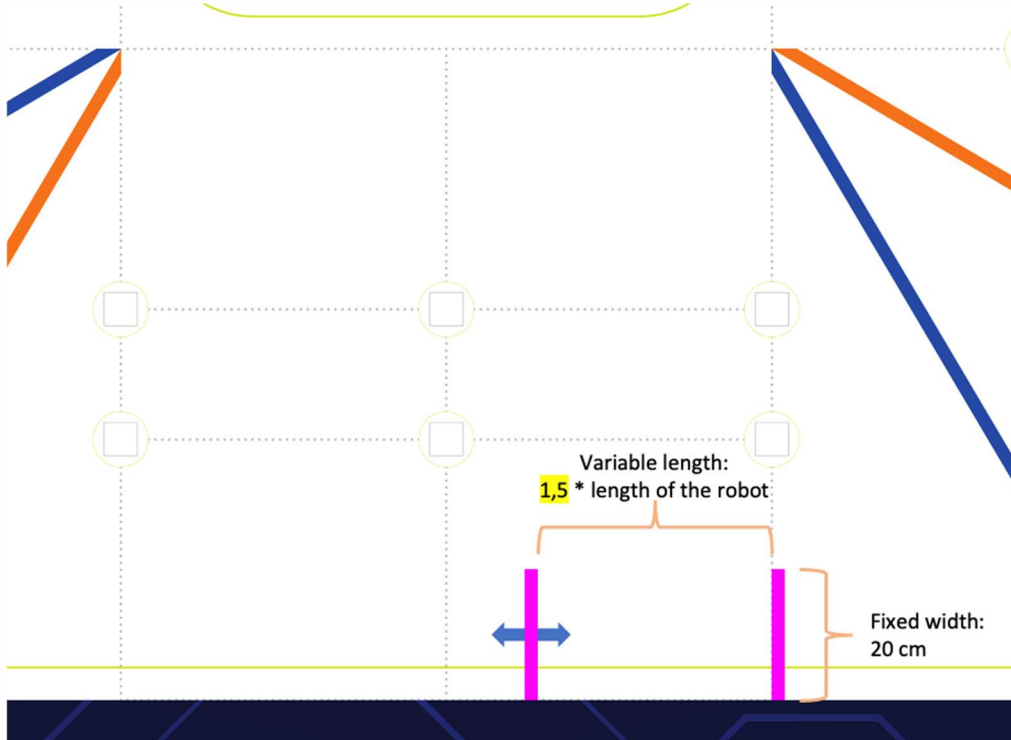 Variable length:
1,5 * length of the robot
Fixed width:
20 cm